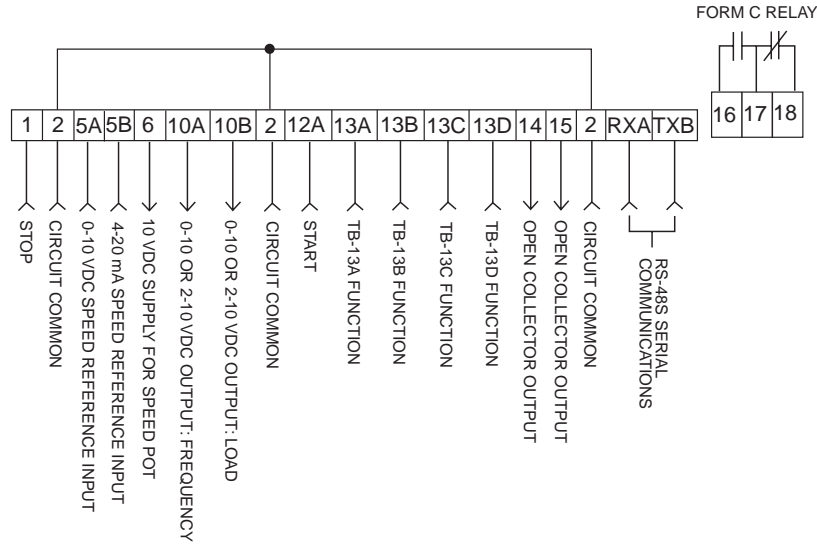 FORM C RELAY
16 17 18
1 2 5A 5B 6 10A 10B 2 12A 13A 13B 13C 13D 14 15 2 RXA TXB
STOP
CIRCUIT COMMON
0-10 VDC SPEED REFERENCE INPUT
4-20 mA SPEED REFERENCE INPUT
10 VDC SUPPLY FOR SPEED POT
0-10 OR 2-10 VDC OUTPUT: FREQUENCY
0-10 OR 2-10 VDC OUTPUT: LOAD
CIRCUIT COMMON
START
TB-13A FUNCTION
TB-13B FUNCTION
TB-13C FUNCTION
TB-13D FUNCTION
OPEN COLLECTOR OUTPUT
OPEN COLLECTOR OUTPUT
CIRCUIT COMMON
RS-48S SERIAL
COMMUNICATIONS